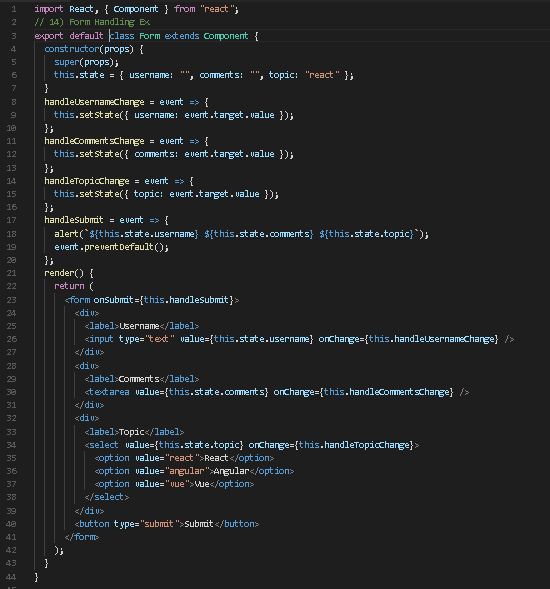 1 import React, { Component } from "react";
2 // 14) Form Handling Ex
3 export default class Form extends Component {
4 constructor(props) {
5 super(props);
6 this.state = { username: "", comments: "", topic: "react" };
7 }
8 handleUsernameChange = event => {
9 this.setState({ username: event.target.value });
10 };
11 handleCommentsChange = event => {
12 this.setState({ comments: event.target.value });
13 };
14 handleTopicChange = event => {
15 this.setState({ topic: event.target.value });
16 };
17 handleSubmit = event => {
18 alert(`${this.state.username} ${this.state.comments} ${this.state.topic}`);
19 event.preventDefault();
20 };
21 render() {
22 return (
23 <form onSubmit={this.handleSubmit}>
24 <div>
25 <label>Username</label>
26 <input type="text" value={this.state.username} onChange={this.handleUsernameChange} />
27 </div>
28 <div>
29 <label>Comments</label>
30 <textarea value={this.state.comments} onChange={this.handleCommentsChange} />
31 </div>
32 <div>
33 <label>Topic</label>
34 <select value={this.state.topic} onChange={this.handleTopicChange}>
35 <option value="react">React</option>
36 <option value="angular">Angular</option>
37 <option value="vue">Vue</option>
38 </select>
39 </div>
40 <button type="submit">Submit</button>
41 </form>
42 );
43 }
44 }